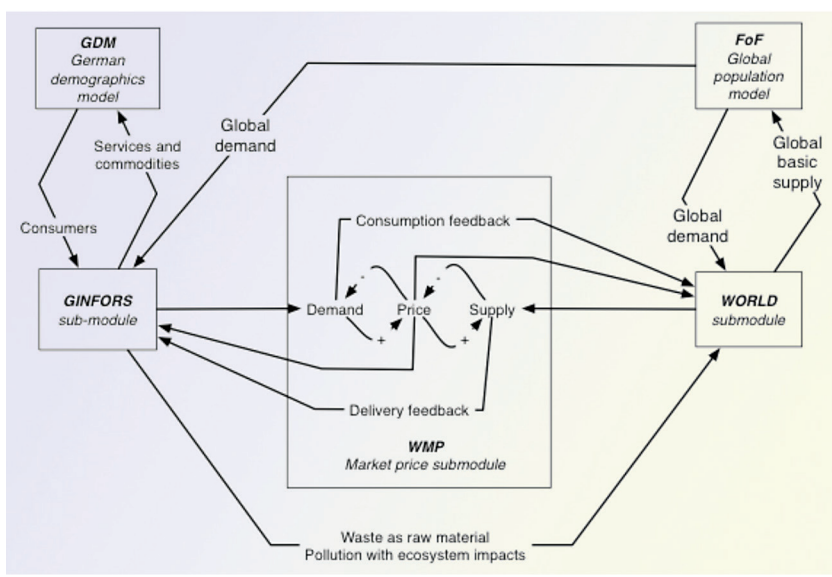 GDM
German
demographics
model
FoF
Global
population
model
Global
demand
Services and
commodities
Global
basic
supply
Consumers
Global
demand
Consumption feedback
GINFORS
sub-module
Demand
Price
Supply
WORLD
submodule
-
-
+
+
Delivery feedback
WMP
Market price submodule
Waste as raw material
Pollution with ecosystem impacts